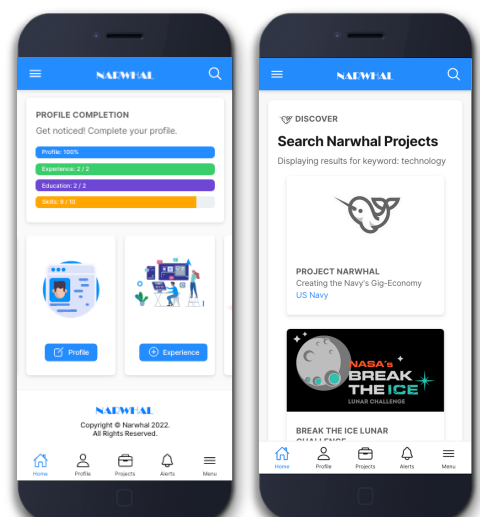 NARWHAL
PROFILE COMPLETION
Get noticed! Complete your profile.
Profile: 100%
Experience: 2 / 2
Education: 2 / 2
Skills: 9 / 10
Profile
Experience
NARWHAL
Copyright © Narwhal 2022.
All Rights Reserved.
Home
Profile
Projects
Alerts
Menu
NARWHAL
DISCOVER
Search Narwhal Projects
Displaying results for keyword: technology
PROJECT NARWHAL
Creating the Navy's Gig-Economy
US Navy
NASA's
BREAK
THE ICE
LUNAR CHALLENGE
BREAK THE ICE LUNAR
CHALLENGE
Home
Profile
Projects
Alerts
Menu